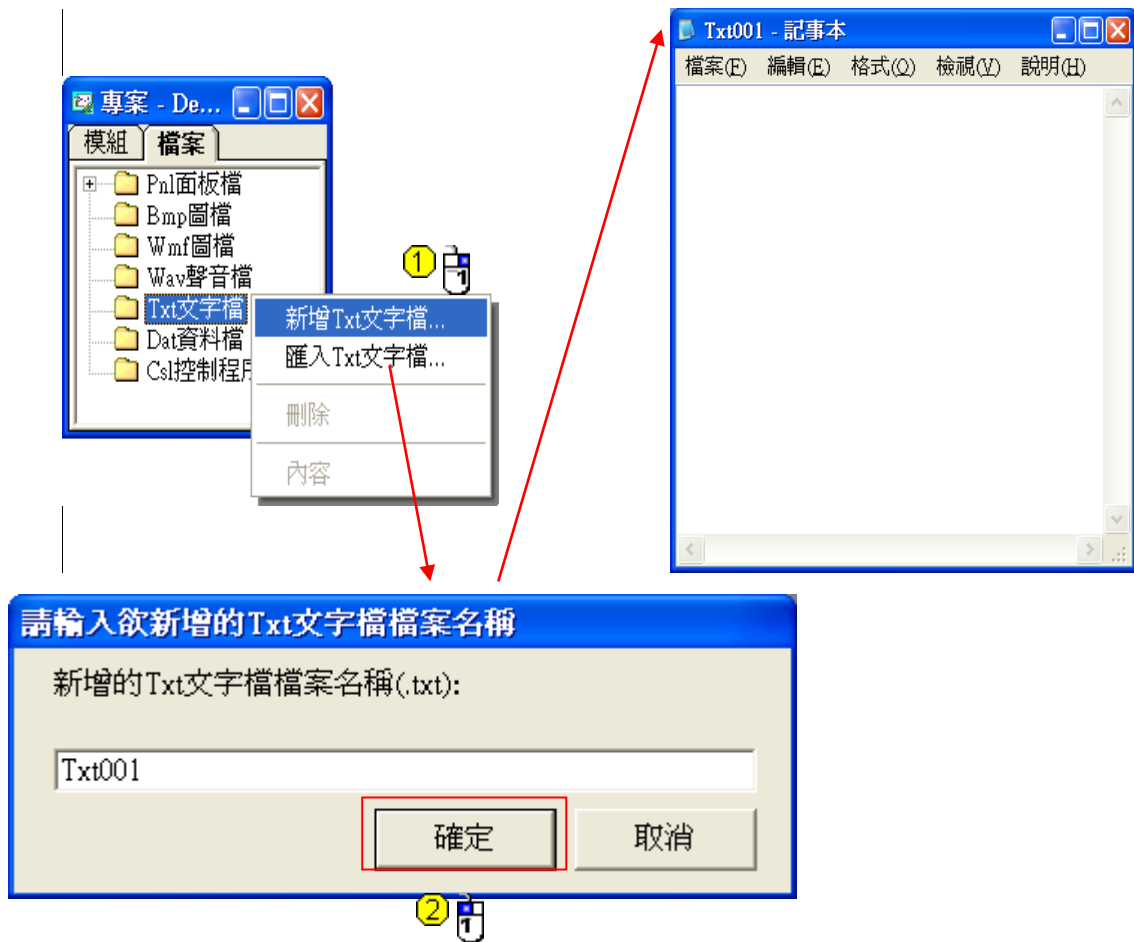 專案 - De...
模組 檔案
Pnl面板檔
Bmp圖檔
Wmf圖檔
Wav聲音檔
Txt文字檔
Dat資料檔
Csl控制程
1
1
新增Txt文字檔...
匯入Txt文字檔...
刪除
內容
Txt001 - 記事本
檔案(F) 編輯(E) 格式(O) 檢視(V) 說明(H)
請輸入欲新增的Txt文字檔檔案名稱
新增的Txt文字檔檔案名稱(.txt):
Txt001
確定 取消
2
1